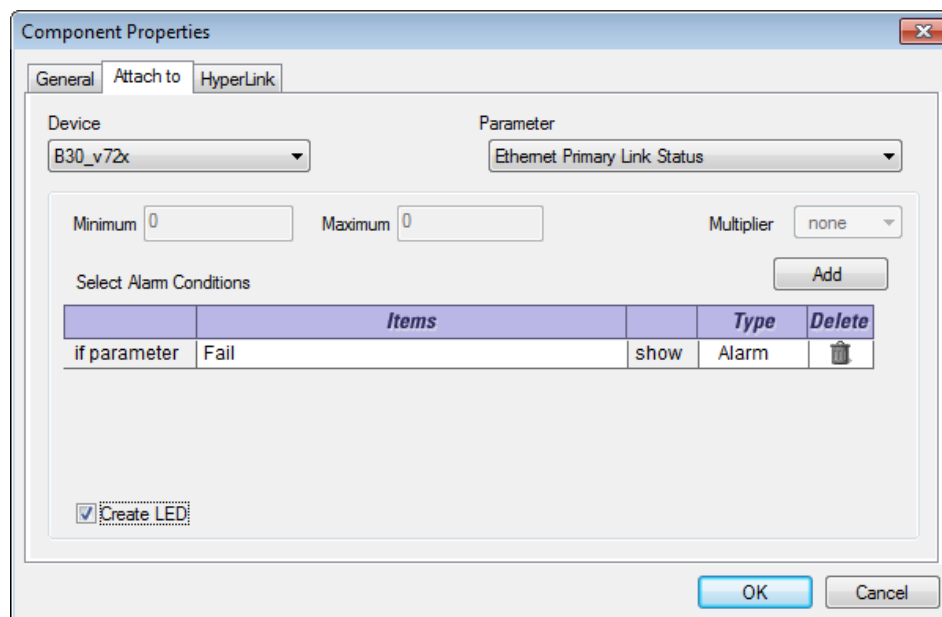 Component Properties
General Attach to HyperLink
Device Parameter
B30_v72x Ethernet Primary Link Status
Minimum 0 Maximum 0 Multiplier none
Select Alarm Conditions Add
Items Type Delete
if parameter Fail show Alarm
Create LED
OK Cancel